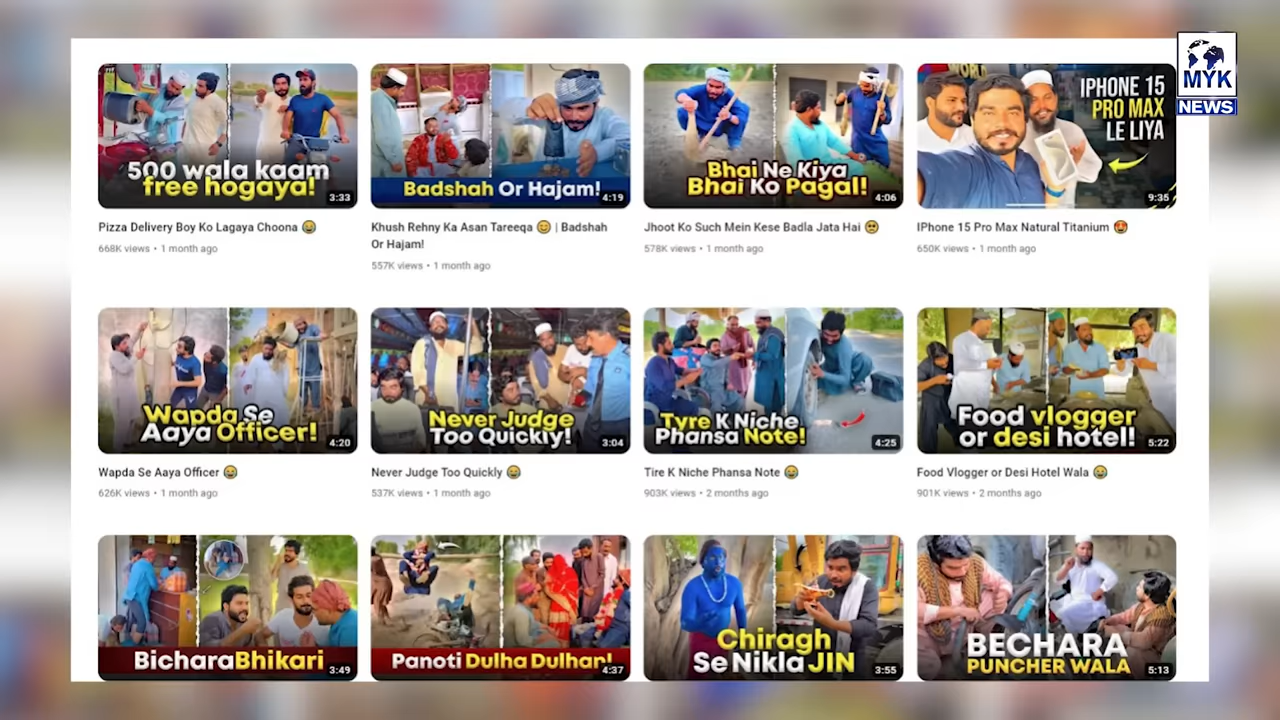 MYK
NEWS
500 wala kaam
free hogaya!
3:33
Badshah Or Hajam!
4:19
Bhai Ne Kiya
Bhai Ko Pagal!
4:06
WORLD
IPHONE 15
PRO MAX
LE LIYA
9:35
Pizza Delivery Boy Ko Lagaya Choona 😂
668K views • 1 month ago
Khush Rehny Ka Asan Tareeqa 😊 | Badshah
Or Hajam!
557K views • 1 month ago
Jhoot Ko Such Mein Kese Badla Jata Hai 🥺
578K views • 1 month ago
IPhone 15 Pro Max Natural Titanium 🥵
650K views • 1 month ago
Wapda Se
Aaya Officer!
4:20
Never Judge
Too Quickly!
3:04
Tyre K Niche
Phansa Note!
4:25
Food vlogger
or desi hotel!
5:22
Wapda Se Aaya Officer 😂
626K views • 1 month ago
Never Judge Too Quickly 😂
537K views • 1 month ago
Tire K Niche Phansa Note 😂
903K views • 2 months ago
Food Vlogger or Desi Hotel Wala 😂
901K views • 2 months ago
Bichara Bhikari
3:49
Panoti Dulha Dulhan!
4:37
Chiragh
Se Nikla JIN
3:55
BECHARA
PUNCHER WALA
5:13